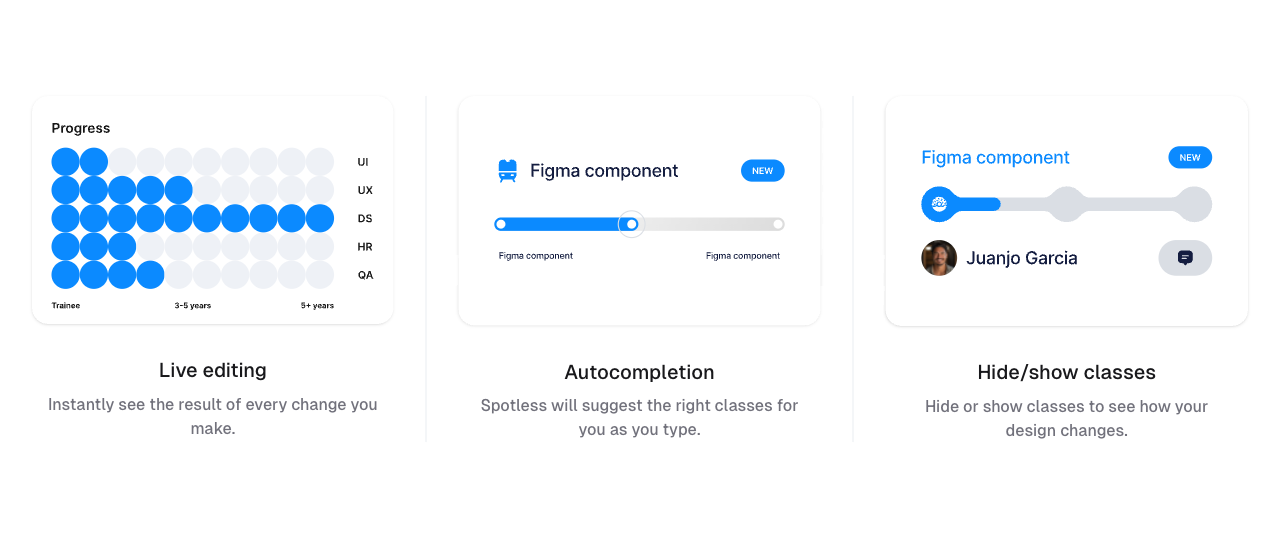 Progress
UI
UX
DS
HR
QA
Trainee
3-5 years
5+ years
Live editing
Instantly see the result of every change you
make.
Figma component
NEW
Figma component
Figma component
Autocompletion
Spotless will suggest the right classes for
you as you type.
Figma component
NEW
Juanjo Garcia
Hide/show classes
Hide or show classes to see how your
design changes.